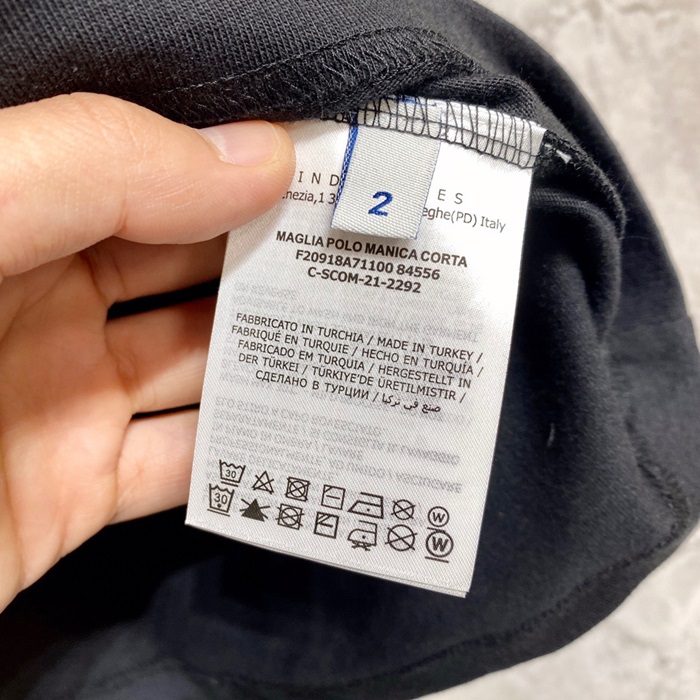 IND ES
nezia,1 3 eghe(PD) Italy
2
MAGLIA POLO MANICA CORTA
F20918A71100 84556
C-SCOM-21-2292
FABBRICATO IN TURCHIA / MADE IN TURKEY /
FABRIQUÉ EN TURQUIE / HECHO EN TURQUÍA /
FABRICADO EM TURQUIA / HERGESTELLT IN
DER TÜRKEI / TÜRKIYE'DE ÜRETILMISTIR /
СДЕЛАНО В ТУРЦИИ / صنع في تركيا
30 W
30 W